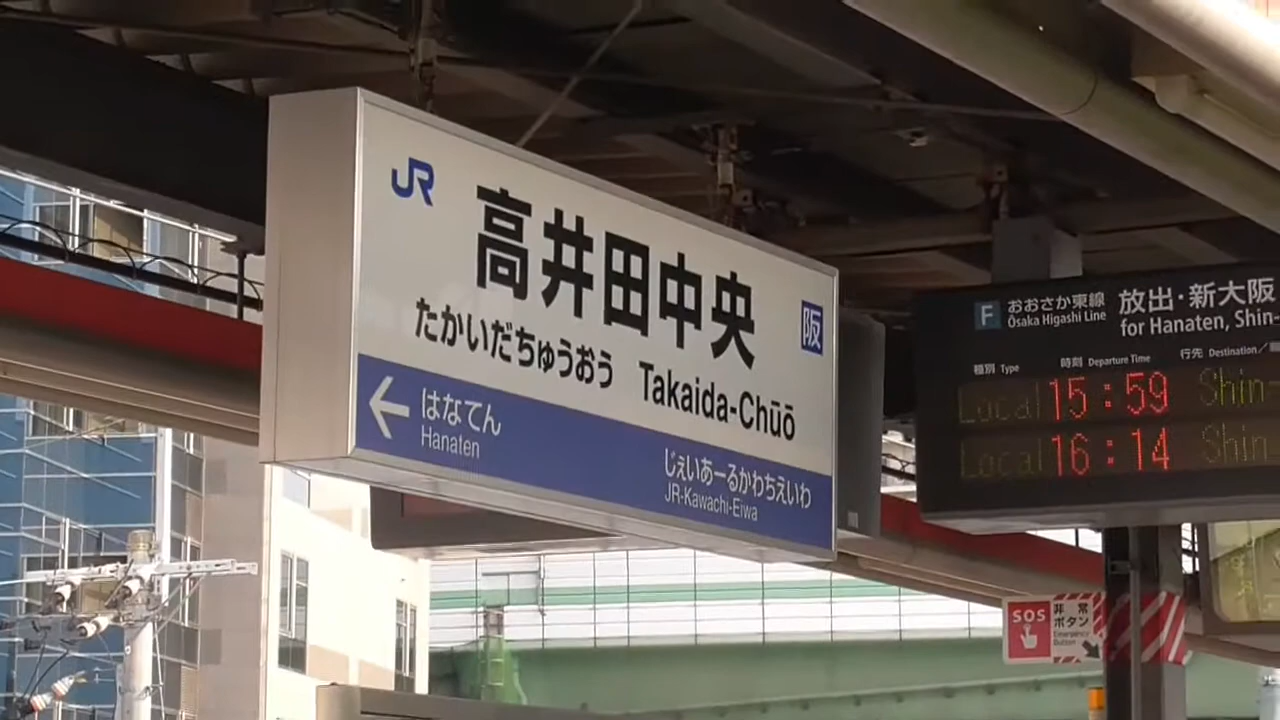 JR
高井田中央
阪
たかいだちゅうおう Takaida-Chūō
はなてん
Hanaten
じぇいあーるかわちえいわ
JR-Kawachi-Eiwa
F おおさか東線
Ōsaka Higashi Line
放出・新大阪
for Hanaten, Shin-
種別 Type 時刻 Departure Time 行先 Destination/
Local 15:59 Shin-
Local 16:14 Shin-
SOS
非常
ボタン
Emergency
Button